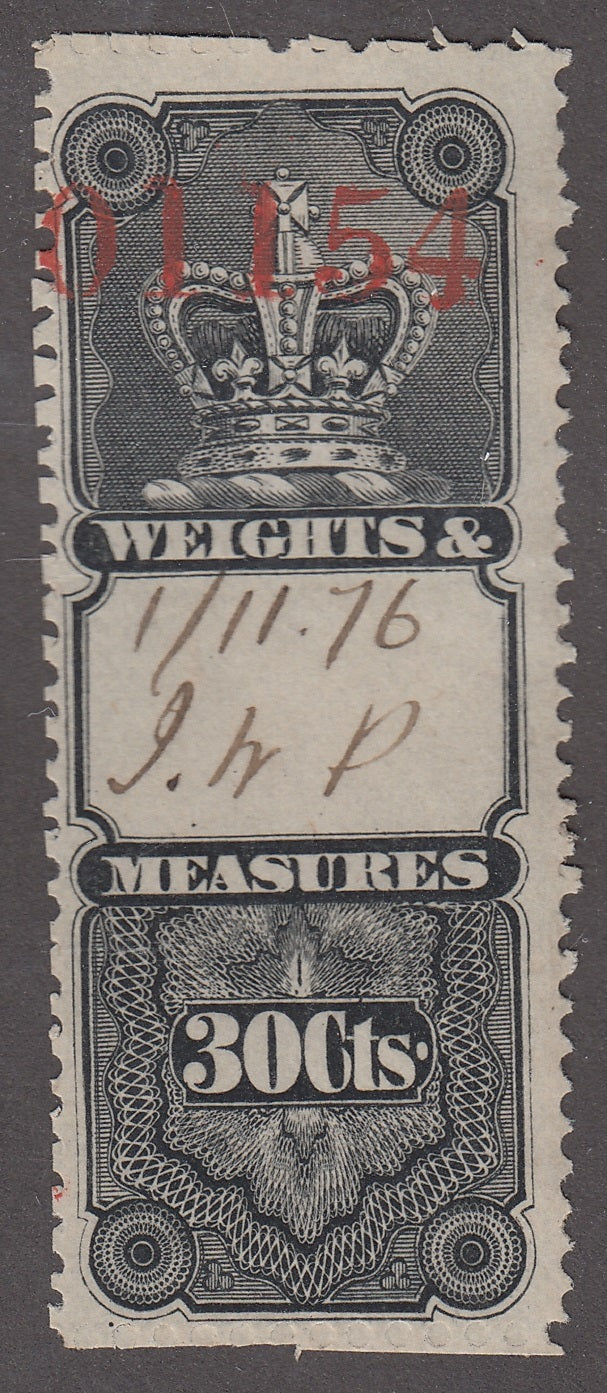 01154
WEIGHTS &
1/11.76
J. W P
MEASURES
30Cts.